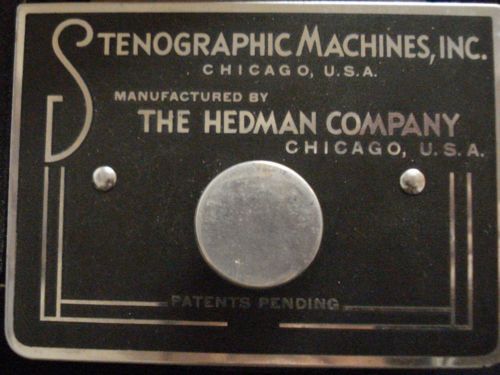 STENOGRAPHIC MACHINES, INC.
CHICAGO, U.S.A.
MANUFACTURED BY
THE HEDMAN COMPANY
CHICAGO, U.S.A.
PATENTS PENDING